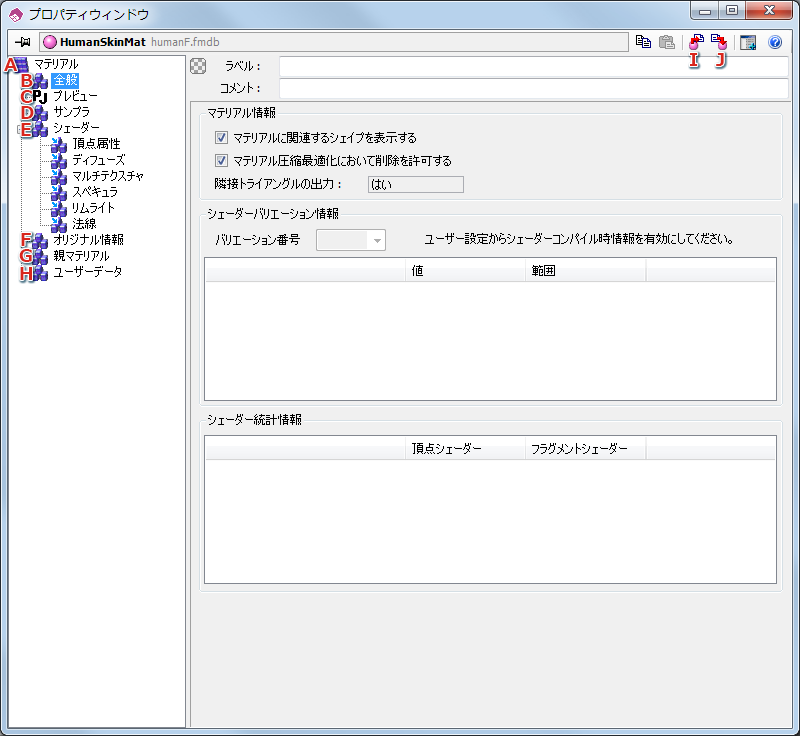 プロパティウィンドウ
HumanSkinMat humanF.fmdb
I J
A マテリアル
B 全般
C PJ プレビュー
D サンプラ
E シェーダー
頂点属性
ディフューズ
マルチテクスチャ
スペキュラ
リムライト
法線
F オリジナル情報
G 親マテリアル
H ユーザーデータ
ラベル：
コメント：
マテリアル情報
マテリアルに関連するシェイプを表示する
マテリアル圧縮最適化において削除を許可する
隣接トライアングルの出力： はい
シェーダーバリエーション情報
バリエーション番号 ユーザー設定からシェーダーコンパイル時情報を有効にしてください。
値 範囲
シェーダー統計情報
頂点シェーダー フラグメントシェーダー